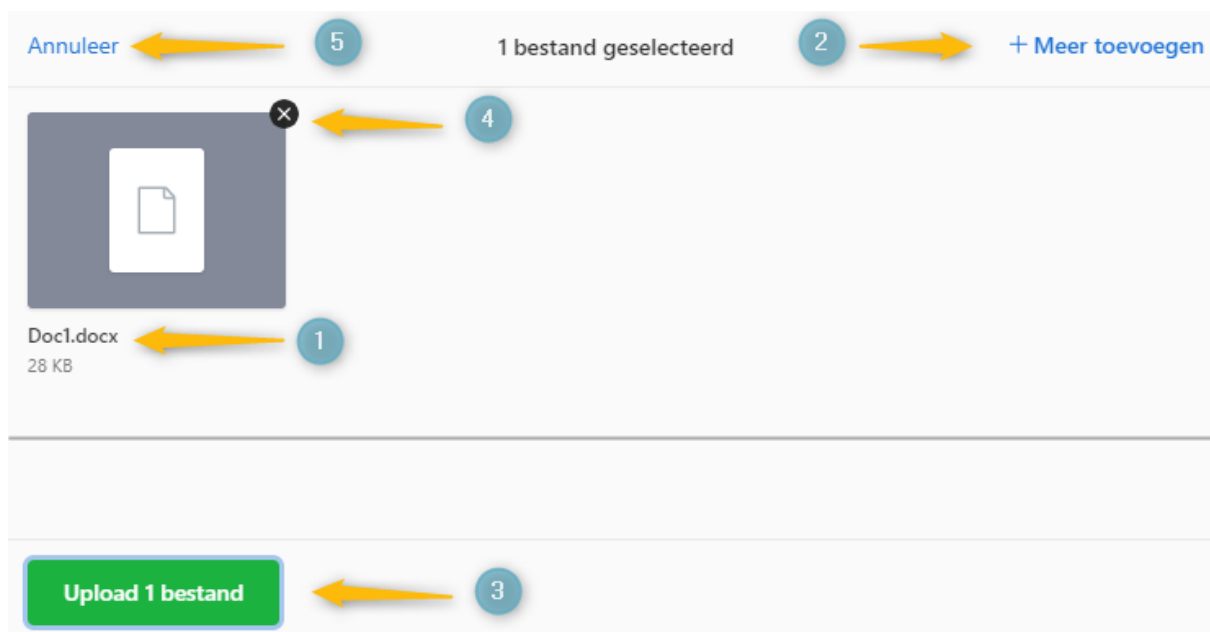 Annuleer 5 1 bestand geselecteerd 2 + Meer toevoegen
4
Doc1.docx 1
28 KB
Upload 1 bestand 3